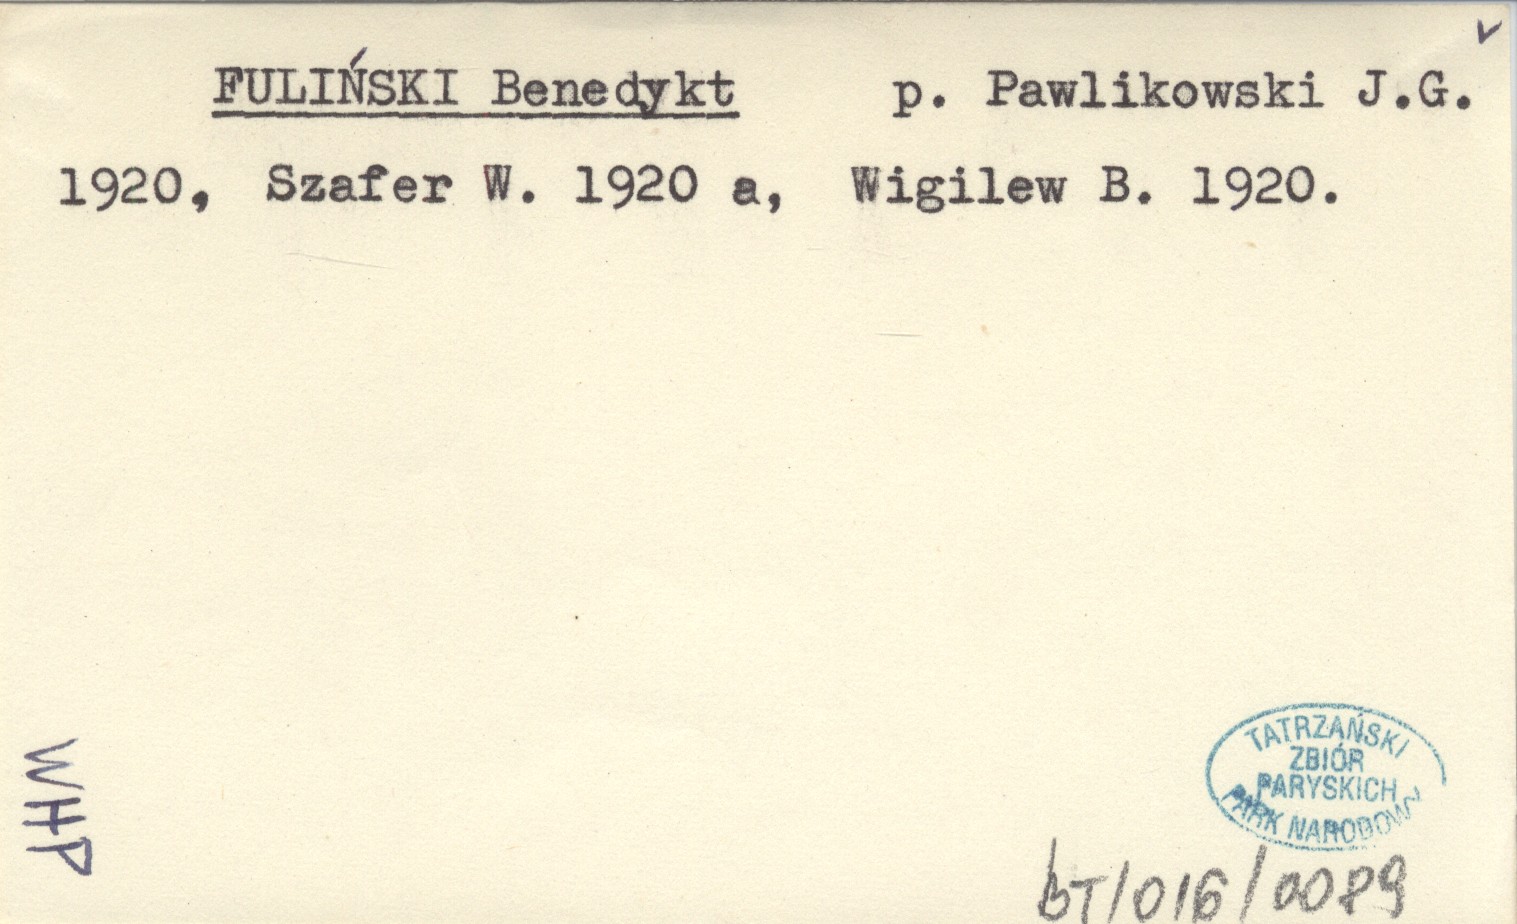 ✓
FULIŃSKI Benedykt p. Pawlikowski J.G.
1920, Szafer W. 1920 a, Wigilew B. 1920.
WHP
TATRZAŃSKI
ZBIÓR
PARYSKICH
PARK NARODOWY
BT/016/0089